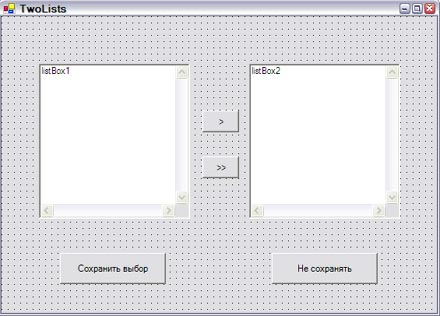 TwoLists
listBox1
listBox2
>
>>
Сохранить выбор
Не сохранять